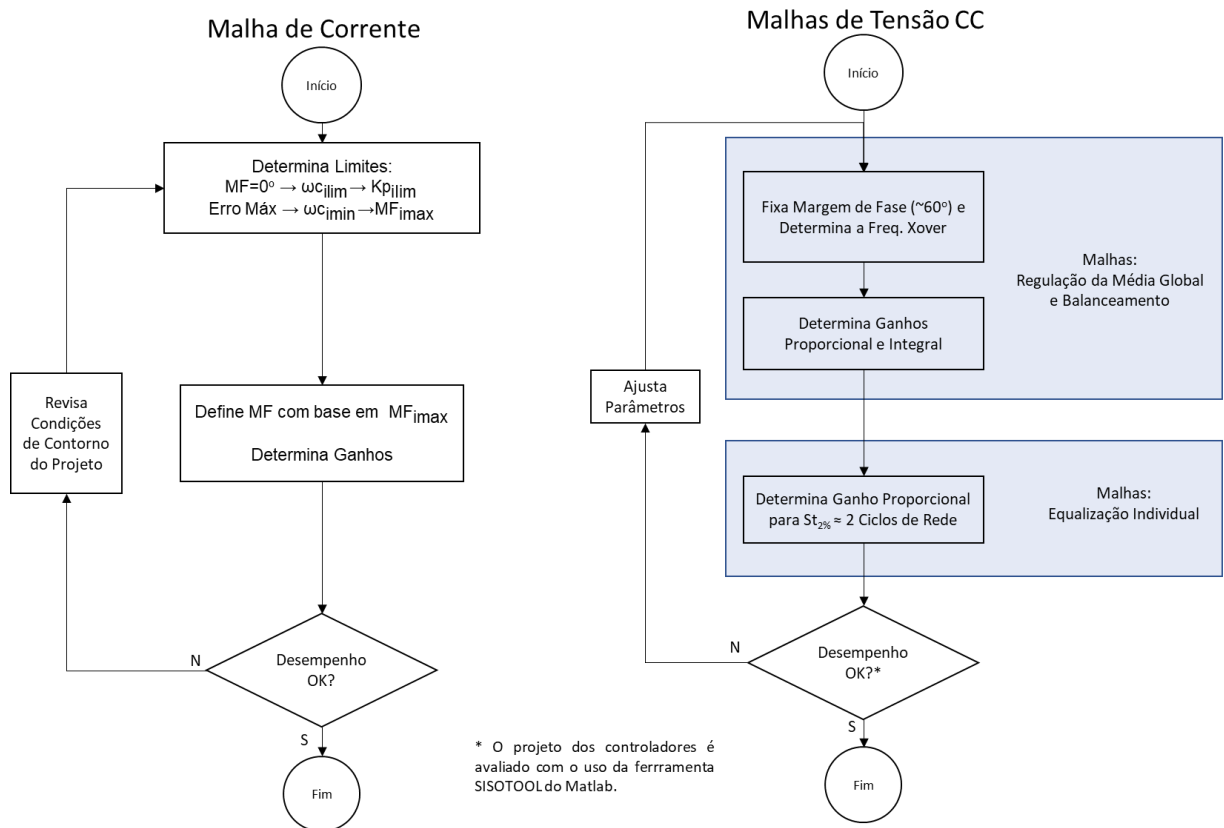 Malha de Corrente
Início
Determina Limites:
MF=0º → ωcilim → Kpilim
Erro Máx → ωcimin →MFimax
Define MF com base em MFimax
Determina Ganhos
Revisa
Condições
de Contorno
do Projeto
N
Desempenho
OK?
S
Fim
Malhas de Tensão CC
Início
Fixa Margem de Fase (~60º) e
Determina a Freq. Xover
Malhas:
Regulação da Média Global
e Balanceamento
Determina Ganhos
Proporcional e Integral
Ajusta
Parâmetros
Determina Ganho Proporcional
para St2% ≈ 2 Ciclos de Rede
Malhas:
Equalização Individual
N
Desempenho
OK?*
S
Fim
* O projeto dos controladores é
avaliado com o uso da ferrramenta
SISOTOOL do Matlab.